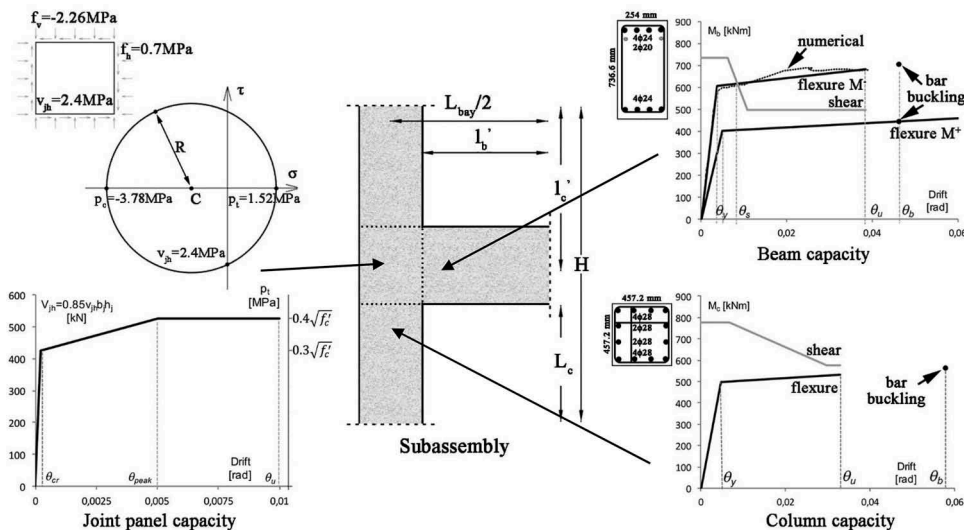 f_v=-2.26MPa
f_h=0.7MPa
v_jh=2.4MPa
τ
R
σ
p_c=-3.78MPa
C
p_t=1.52MPa
v_jh=2.4MPa
V_jh=0.85v_jhb_jh_j
[kN]
p_t
[MPa]
600
500
400
300
200
100
0
0.4√f_c'
0.3√f_c'
θ_cr
θ_peak
θ_u
Drift
[rad]
0
0,0025
0,005
0,0075
0,01
Joint panel capacity
L_bay/2
l_b'
l_c'
H
L_c
Subassembly
254 mm
736.6 mm
4ϕ24
2ϕ20
4ϕ24
M_b [kNm]
900
800
700
600
500
400
300
200
100
0
numerical
flexure M-
shear
bar
buckling
flexure M+
θ_y
θ_s
θ_u
θ_b
Drift
[rad]
0
0,02
0,04
0,06
Beam capacity
457.2 mm
457.2 mm
4ϕ28
2ϕ28
2ϕ28
4ϕ28
M_c [kNm]
900
800
700
600
500
400
300
200
100
0
shear
flexure
bar
buckling
θ_y
θ_u
Drift
[rad]
θ_b
0
0,02
0,04
0,06
Column capacity